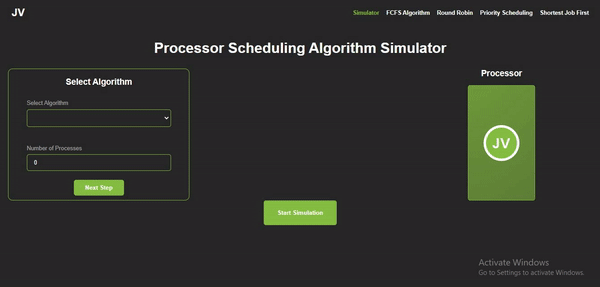 JV
Simulator FCFS Algorithm Round Robin Priority Scheduling Shortest Job First
Processor Scheduling Algorithm Simulator
Select Algorithm
Select Algorithm
Number of Processes
0
Next Step
Start Simulation
Processor
JV
Activate Windows
Go to Settings to activate Windows.